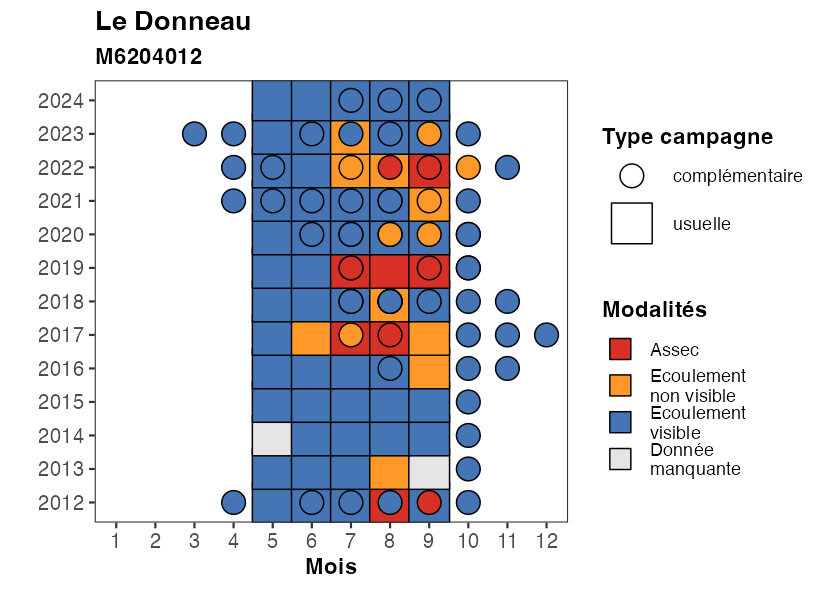 Le Donneau
M6204012
2024
2023
2022
2021
2020
2019
2018
2017
2016
2015
2014
2013
2012
1 2 3 4 5 6 7 8 9 10 11 12
Mois
Type campagne
complémentaire
usuelle
Modalités
Assec
Ecoulement
non visible
Ecoulement
visible
Donnée
manquante